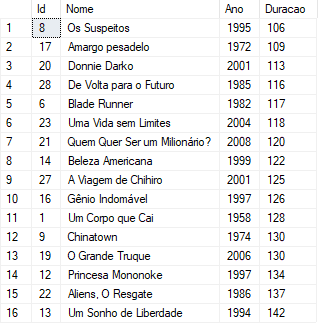 Id Nome Ano Duracao
1 8 Os Suspeitos 1995 106
2 17 Amargo pesadelo 1972 109
3 20 Donnie Darko 2001 113
4 28 De Volta para o Futuro 1985 116
5 6 Blade Runner 1982 117
6 23 Uma Vida sem Limites 2004 118
7 21 Quem Quer Ser um Milionário? 2008 120
8 14 Beleza Americana 1999 122
9 27 A Viagem de Chihiro 2001 125
10 16 Gênio Indomável 1997 126
11 1 Um Corpo que Cai 1958 128
12 9 Chinatown 1974 130
13 19 O Grande Truque 2006 130
14 12 Princesa Mononoke 1997 134
15 22 Aliens, O Resgate 1986 137
16 13 Um Sonho de Liberdade 1994 142